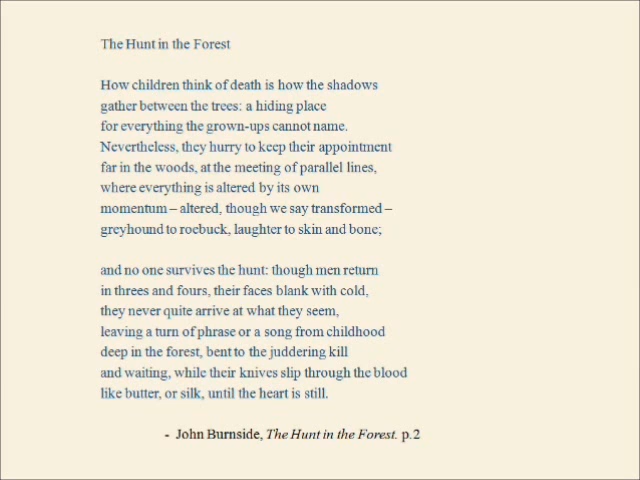 The Hunt in the Forest
How children think of death is how the shadows
gather between the trees: a hiding place
for everything the grown-ups cannot name.
Nevertheless, they hurry to keep their appointment
far in the woods, at the meeting of parallel lines,
where everything is altered by its own
momentum – altered, though we say transformed –
greyhound to roebuck, laughter to skin and bone;
and no one survives the hunt: though men return
in threes and fours, their faces blank with cold,
they never quite arrive at what they seem,
leaving a turn of phrase or a song from childhood
deep in the forest, bent to the juddering kill
and waiting, while their knives slip through the blood
like butter, or silk, until the heart is still.
- John Burnside, The Hunt in the Forest. p.2